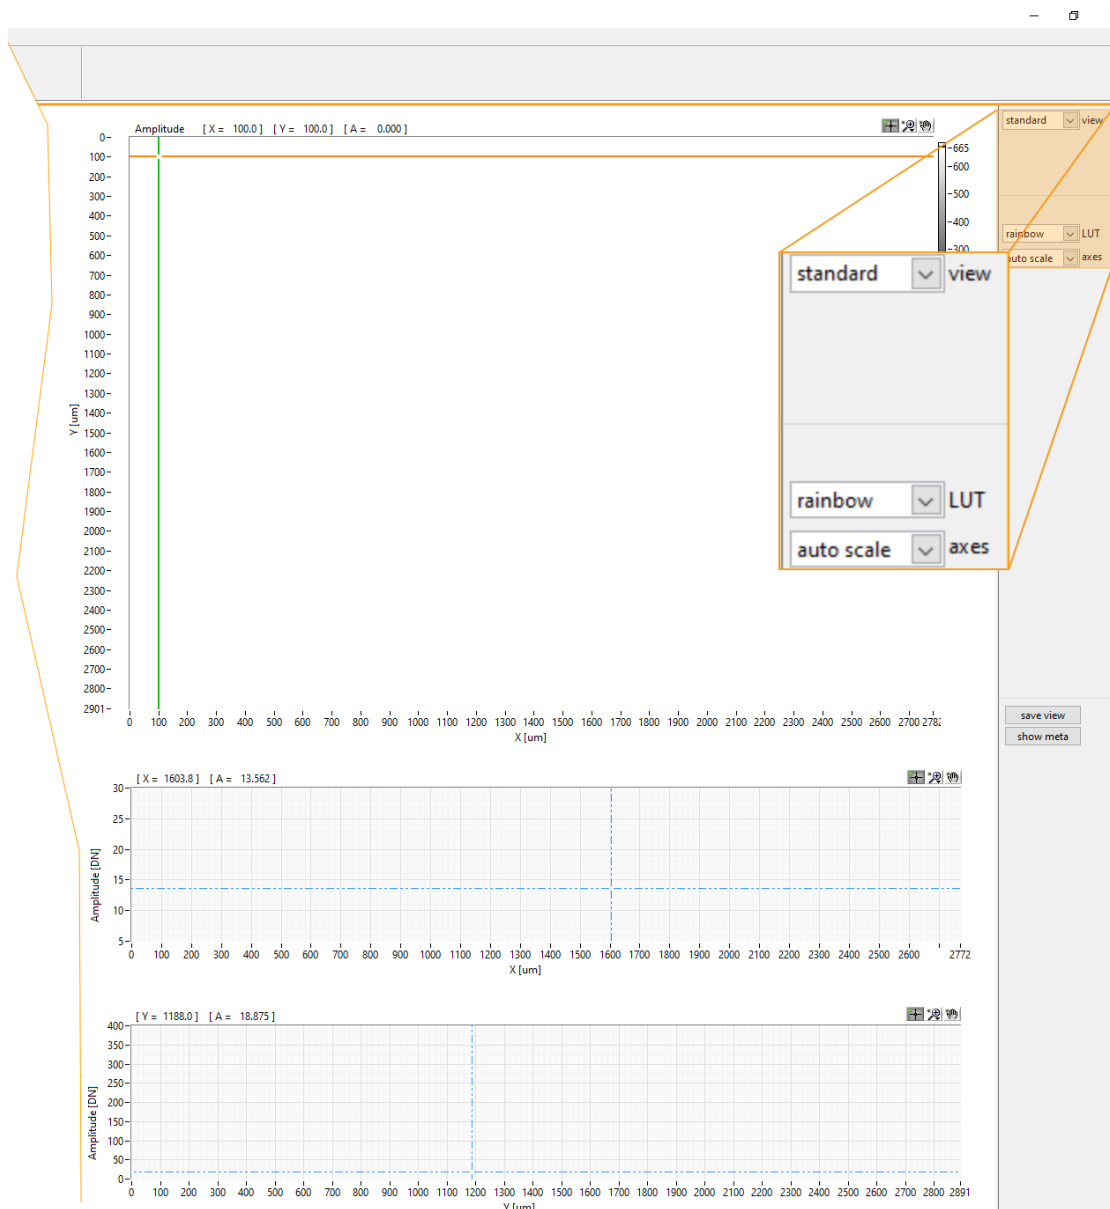 Amplitude [ X = 100.0 ] [ Y = 100.0 ] [ A = 0.000 ]
standard view
0
100
200
300
400
500
600
700
800
900
1000
1100
1200
1300
1400
1500
1600
1700
1800
1900
2000
2100
2200
2300
2400
2500
2600
2700
2800
2901
Y [um]
665
600
500
400
300
rainbow LUT
auto scale axes
standard view
rainbow LUT
auto scale axes
0 100 200 300 400 500 600 700 800 900 1000 1100 1200 1300 1400 1500 1600 1700 1800 1900 2000 2100 2200 2300 2400 2500 2600 2700 2782
X [um]
save view
show meta
[ X = 1603.8 ] [ A = 13.562 ]
30
25
20
15
10
5
Amplitude [DN]
0 100 200 300 400 500 600 700 800 900 1000 1100 1200 1300 1400 1500 1600 1700 1800 1900 2000 2100 2200 2300 2400 2500 2600 2772
X [um]
[ Y = 1188.0 ] [ A = 18.875 ]
400
350
300
250
200
150
100
50
0
Amplitude [DN]
0 100 200 300 400 500 600 700 800 900 1000 1100 1200 1300 1400 1500 1600 1700 1800 1900 2000 2100 2200 2300 2400 2500 2600 2700 2800 2891
Y [um]